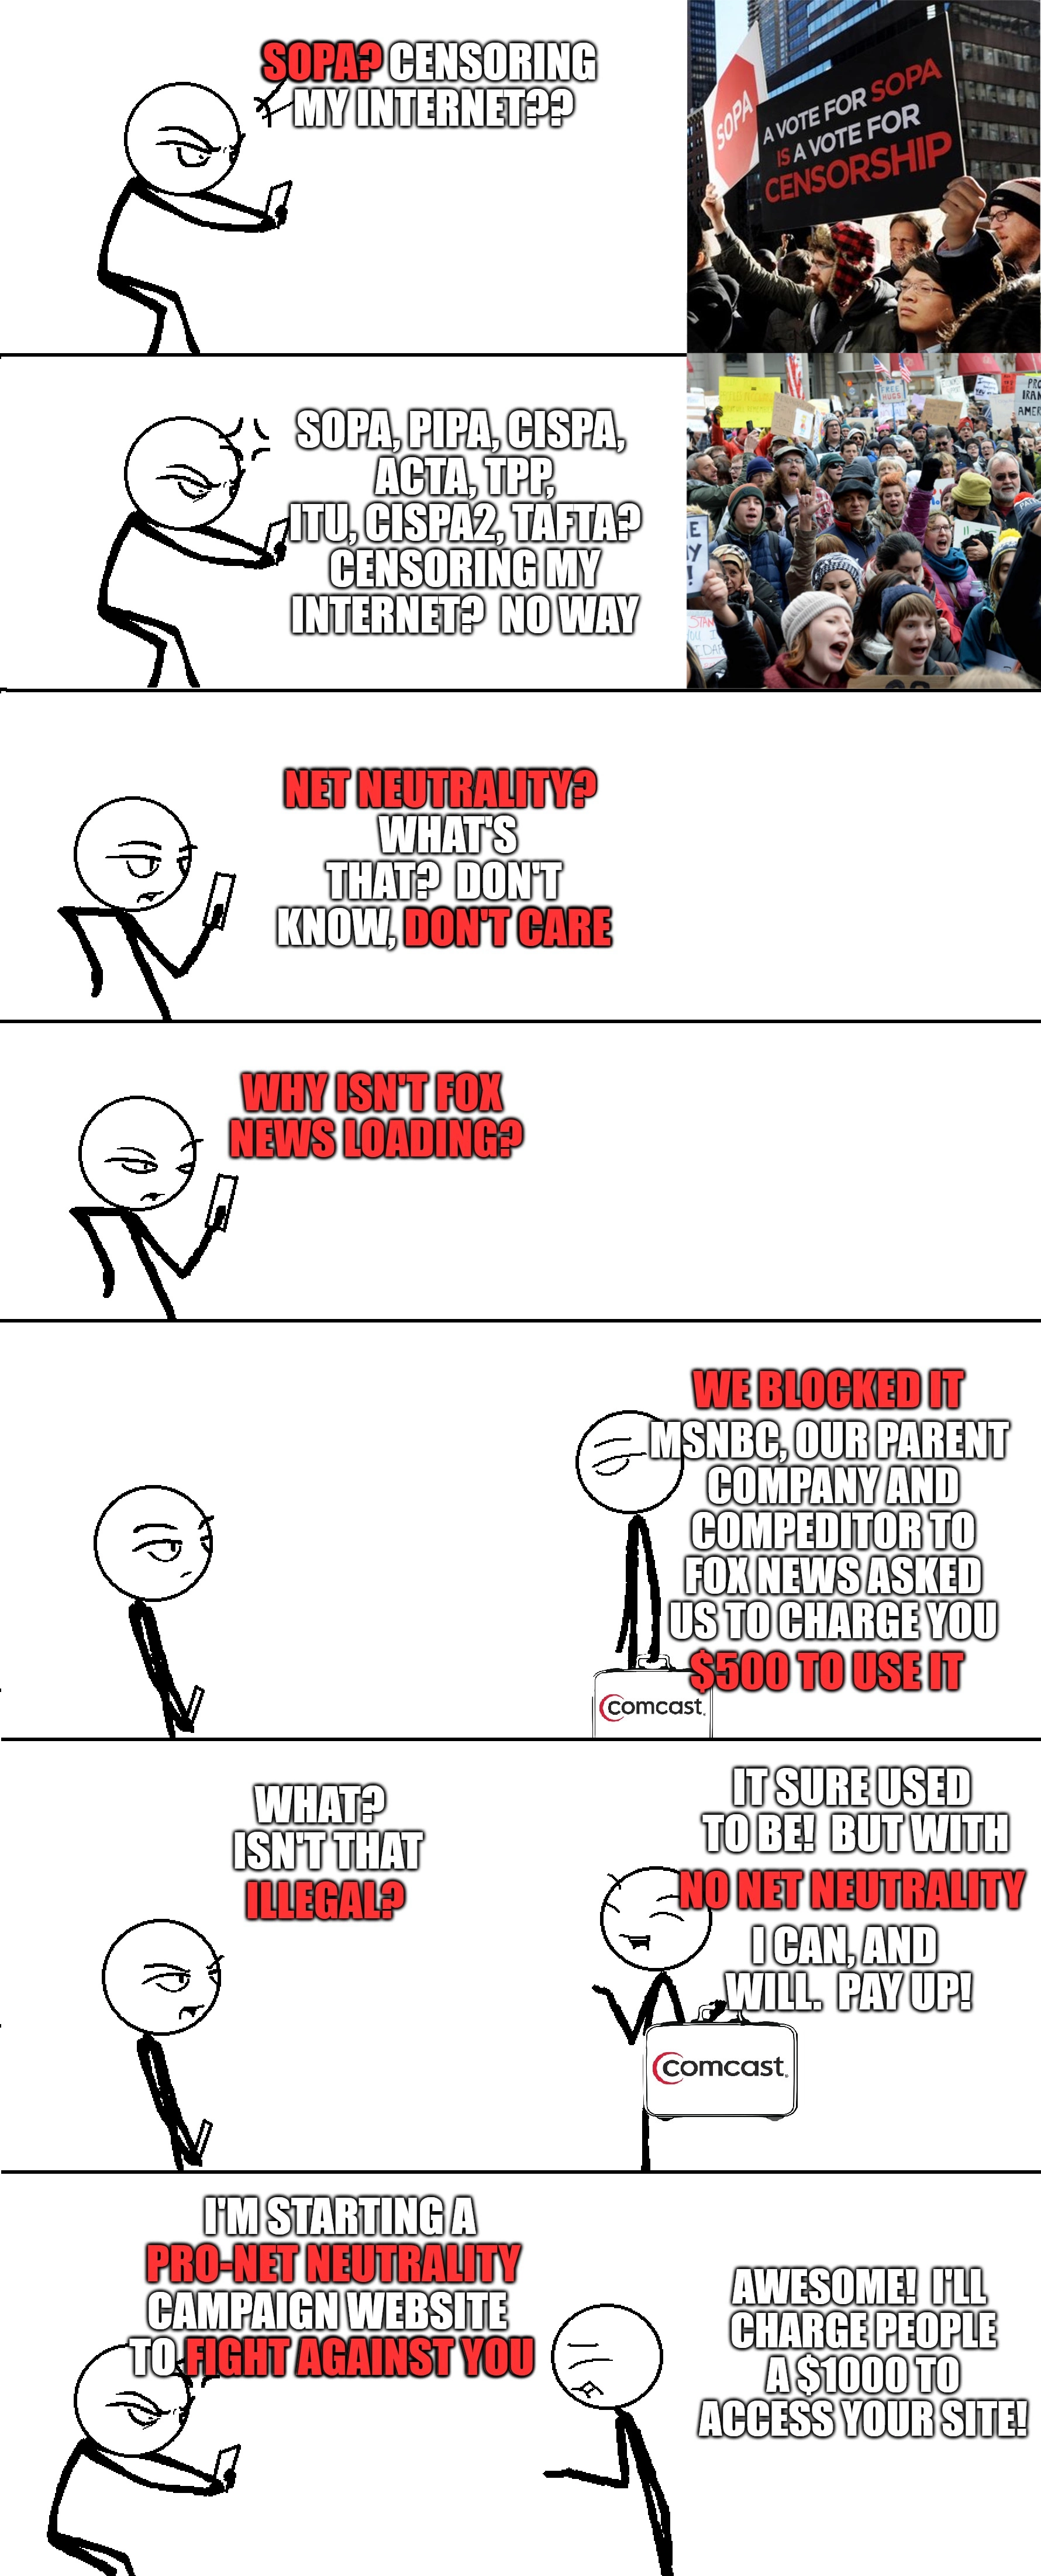 SOPA? CENSORING
MY INTERNET??
SOPA
A VOTE FOR SOPA
IS A VOTE FOR
CENSORSHIP
SOPA, PIPA, CISPA,
ACTA, TPP,
ITU, CISPA2, TAFTA?
CENSORING MY
INTERNET? NO WAY
FREE
HUGS
NET NEUTRALITY?
WHAT'S
THAT? DON'T
KNOW, DON'T CARE
WHY ISN'T FOX
NEWS LOADING?
WE BLOCKED IT
MSNBC, OUR PARENT
COMPANY AND
COMPEDITOR TO
FOX NEWS ASKED
US TO CHARGE YOU
$500 TO USE IT
comcast.
WHAT?
ISN'T THAT
ILLEGAL?
IT SURE USED
TO BE! BUT WITH
NO NET NEUTRALITY
I CAN, AND
WILL. PAY UP!
comcast.
I'M STARTING A
PRO-NET NEUTRALITY
CAMPAIGN WEBSITE
TO FIGHT AGAINST YOU
AWESOME! I'LL
CHARGE PEOPLE
A $1000 TO
ACCESS YOUR SITE!